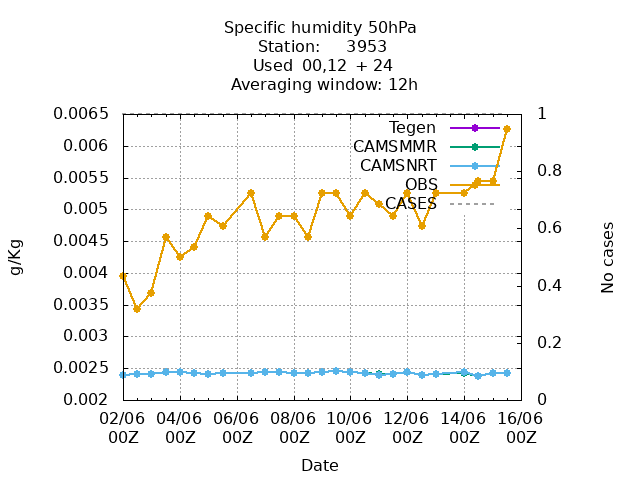 Specific humidity 50hPa
Station: 3953
Used 00,12 + 24
Averaging window: 12h
0.0065
0.006
0.0055
0.005
0.0045
0.004
0.0035
0.003
0.0025
0.002
1
0.8
0.6
0.4
0.2
0
Tegen
CAMSMMR
CAMSNRT
OBS
CASES
g/Kg
No cases
02/06 04/06 06/06 08/06 10/06 12/06 14/06 16/06
00Z 00Z 00Z 00Z 00Z 00Z 00Z 00Z
Date